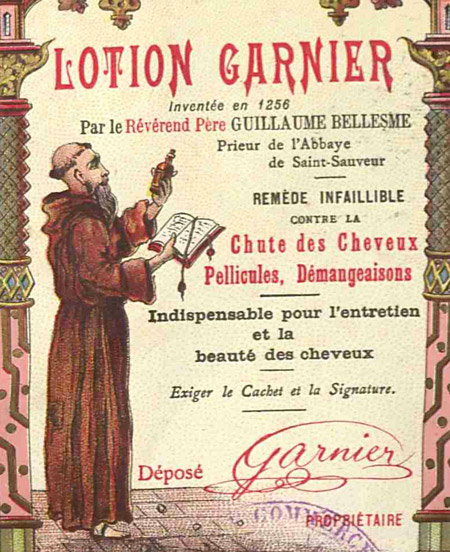 LOTION GARNIER
Inventée en 1256
Par le Révérend Père GUILLAUME BELLESME
Prieur de l'Abbaye
de Saint-Sauveur
REMÈDE INFAILLIBLE
CONTRE LA
Chute des Cheveux
Pellicules, Démangeaisons
Indispensable pour l'entretien
et la
beauté des cheveux
Exiger le Cachet et la Signature.
Déposé
Garnier
PROPRIÉTAIRE